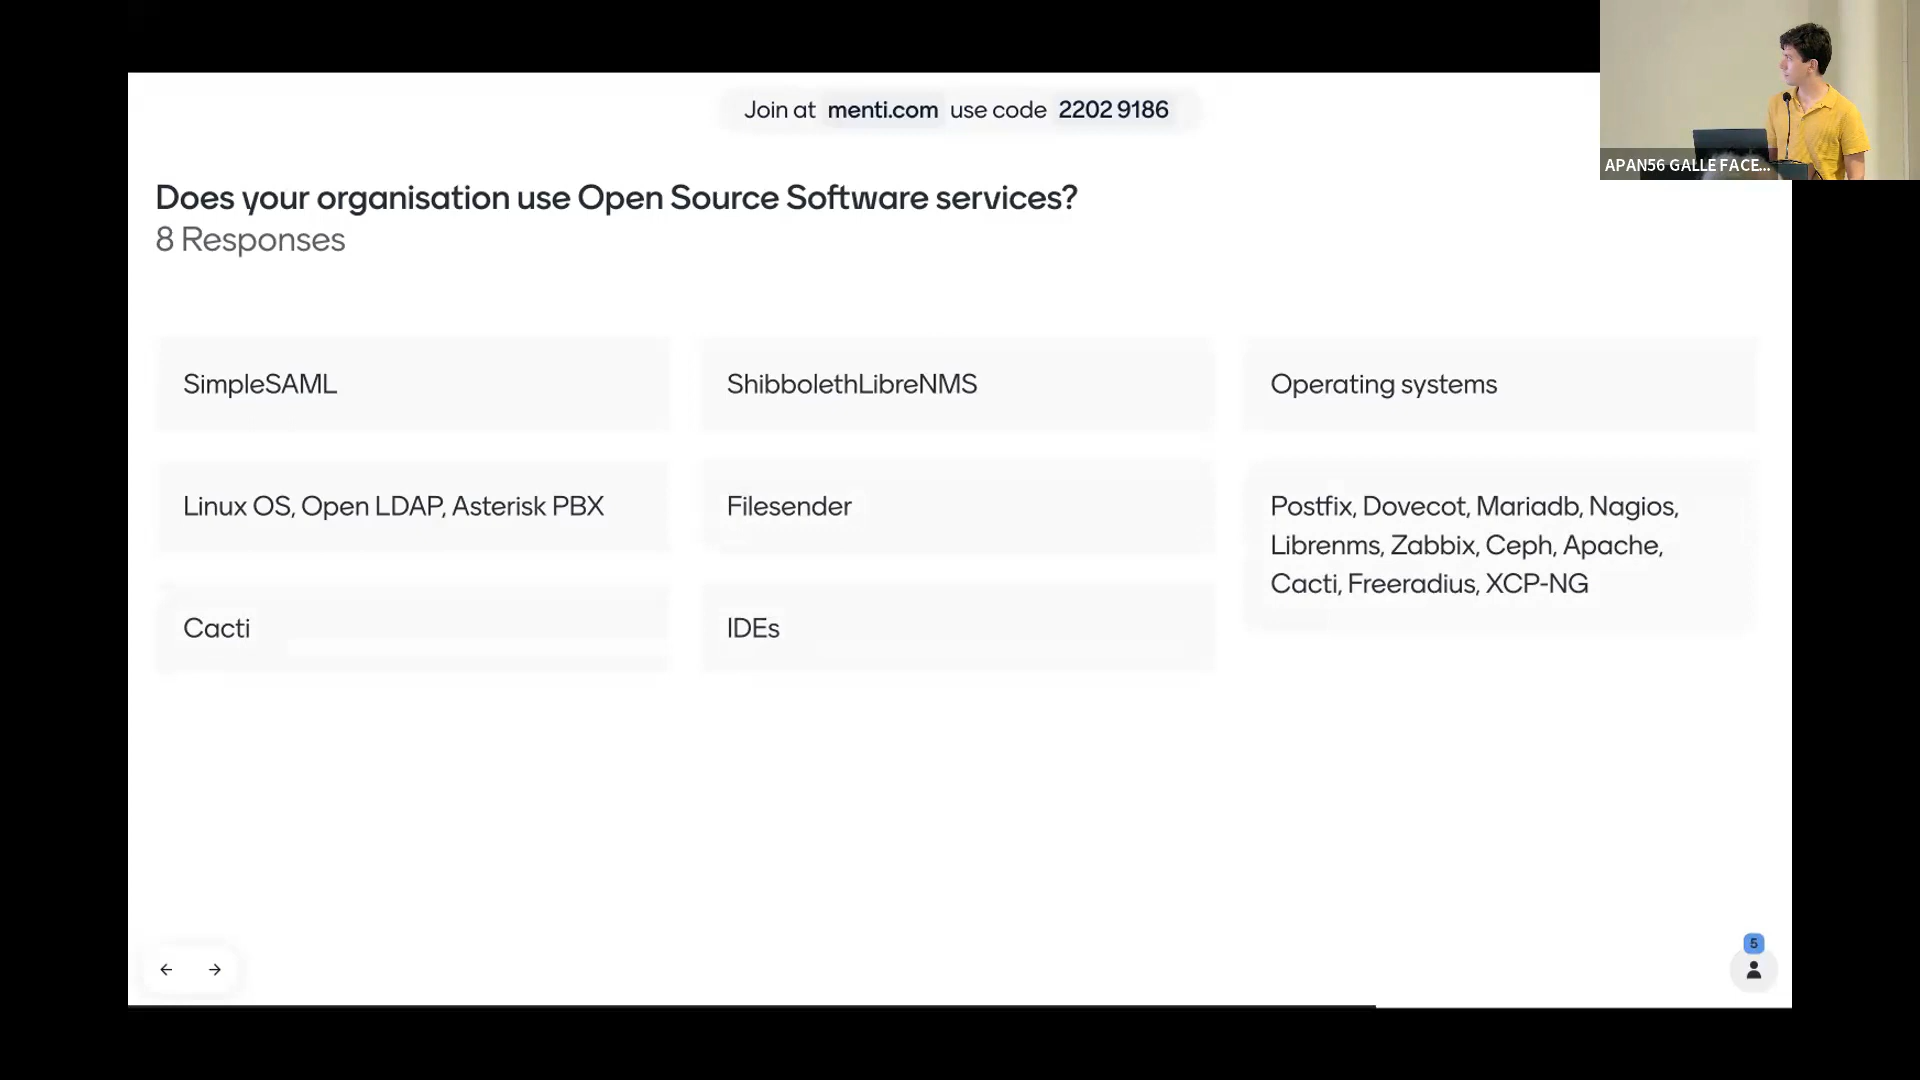 Join at menti.com use code 2202 9186
APAN56 GALLE FACE...
Does your organisation use Open Source Software services?
8 Responses
SimpleSAML
ShibbolethLibreNMS
Operating systems
Linux OS, Open LDAP, Asterisk PBX
Filesender
Postfix, Dovecot, Mariadb, Nagios,
Librenms, Zabbix, Ceph, Apache,
Cacti, Freeradius, XCP-NG
Cacti
IDEs
5